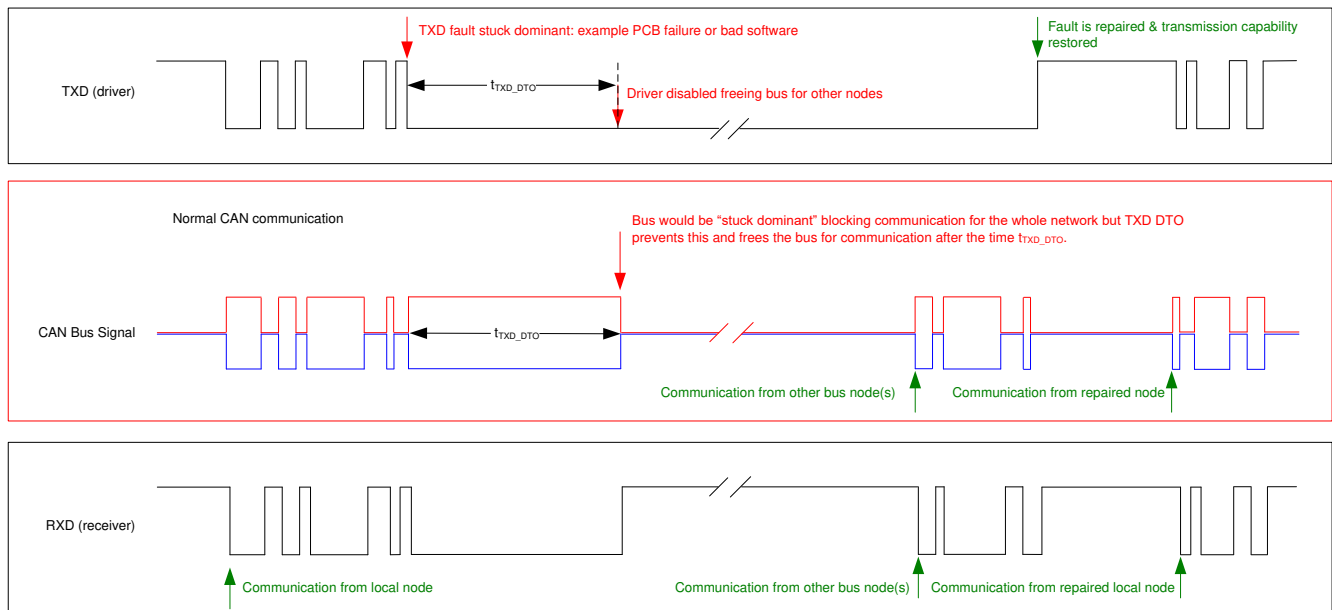 TXD fault stuck dominant: example PCB failure or bad software
Fault is repaired & transmission capability
restored
TXD (driver)
tTXD_DTO
Driver disabled freeing bus for other nodes
Normal CAN communication
Bus would be “stuck dominant” blocking communication for the whole network but TXD DTO
prevents this and frees the bus for communication after the time tTXD_DTO.
CAN Bus Signal
tTXD_DTO
Communication from other bus node(s)
Communication from repaired node
RXD (receiver)
Communication from local node
Communication from other bus node(s)
Communication from repaired local node